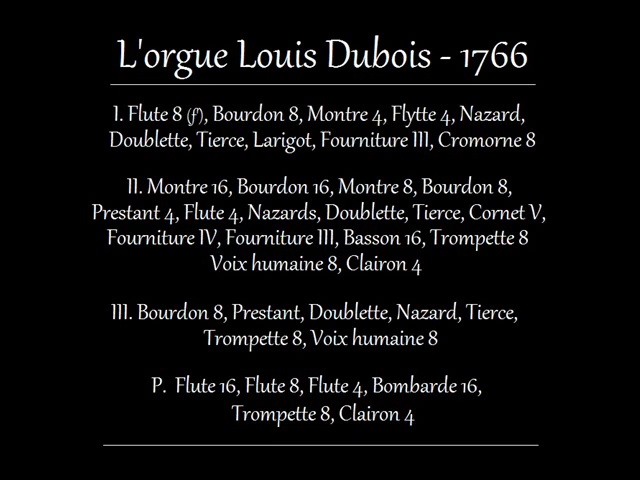 L'orgue Louis Dubois - 1766
I. Flute 8 (f'), Bourdon 8, Montre 4, Flytte 4, Nazard,
Doublette, Tierce, Larigot, Fourniture III, Cromorne 8
II. Montre 16, Bourdon 16, Montre 8, Bourdon 8,
Prestant 4, Flute 4, Nazards, Doublette, Tierce, Cornet V,
Fourniture IV, Fourniture III, Basson 16, Trompette 8
Voix humaine 8, Clairon 4
III. Bourdon 8, Prestant, Doublette, Nazard, Tierce,
Trompette 8, Voix humaine 8
P. Flute 16, Flute 8, Flute 4, Bombarde 16,
Trompette 8, Clairon 4